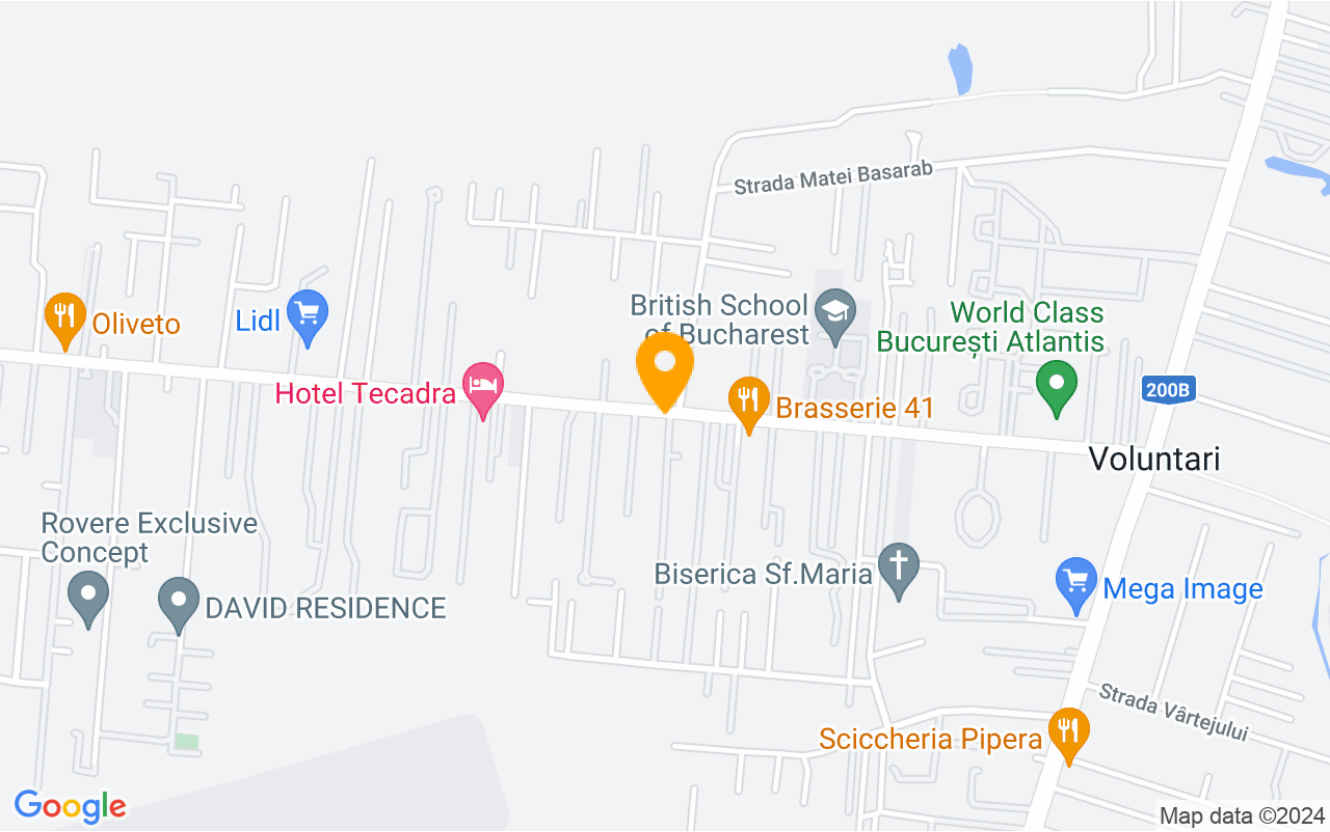 Strada Matei Basarab
Oliveto
Lidl
British School
of Bucharest
World Class
București Atlantis
Hotel Tecadra
Brasserie 41
200B
Voluntari
Rovere Exclusive
Concept
DAVID RESIDENCE
Biserica Sf.Maria
Mega Image
Strada Vârtejului
Sciccheria Pipera
Google
Map data ©2024